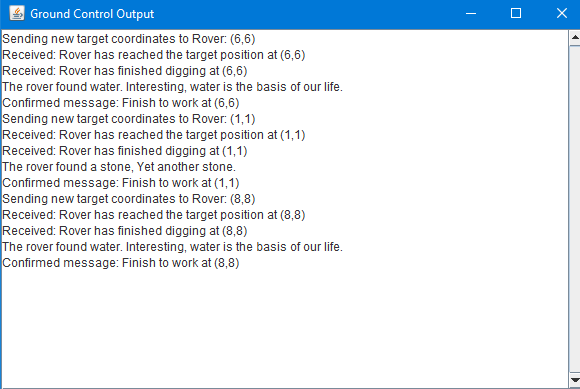 Ground Control Output
Sending new target coordinates to Rover: (6,6)
Received: Rover has reached the target position at (6,6)
Received: Rover has finished digging at (6,6)
The rover found water. Interesting, water is the basis of our life.
Confirmed message: Finish to work at (6,6)
Sending new target coordinates to Rover: (1,1)
Received: Rover has reached the target position at (1,1)
Received: Rover has finished digging at (1,1)
The rover found a stone, Yet another stone.
Confirmed message: Finish to work at (1,1)
Sending new target coordinates to Rover: (8,8)
Received: Rover has reached the target position at (8,8)
Received: Rover has finished digging at (8,8)
The rover found water. Interesting, water is the basis of our life.
Confirmed message: Finish to work at (8,8)